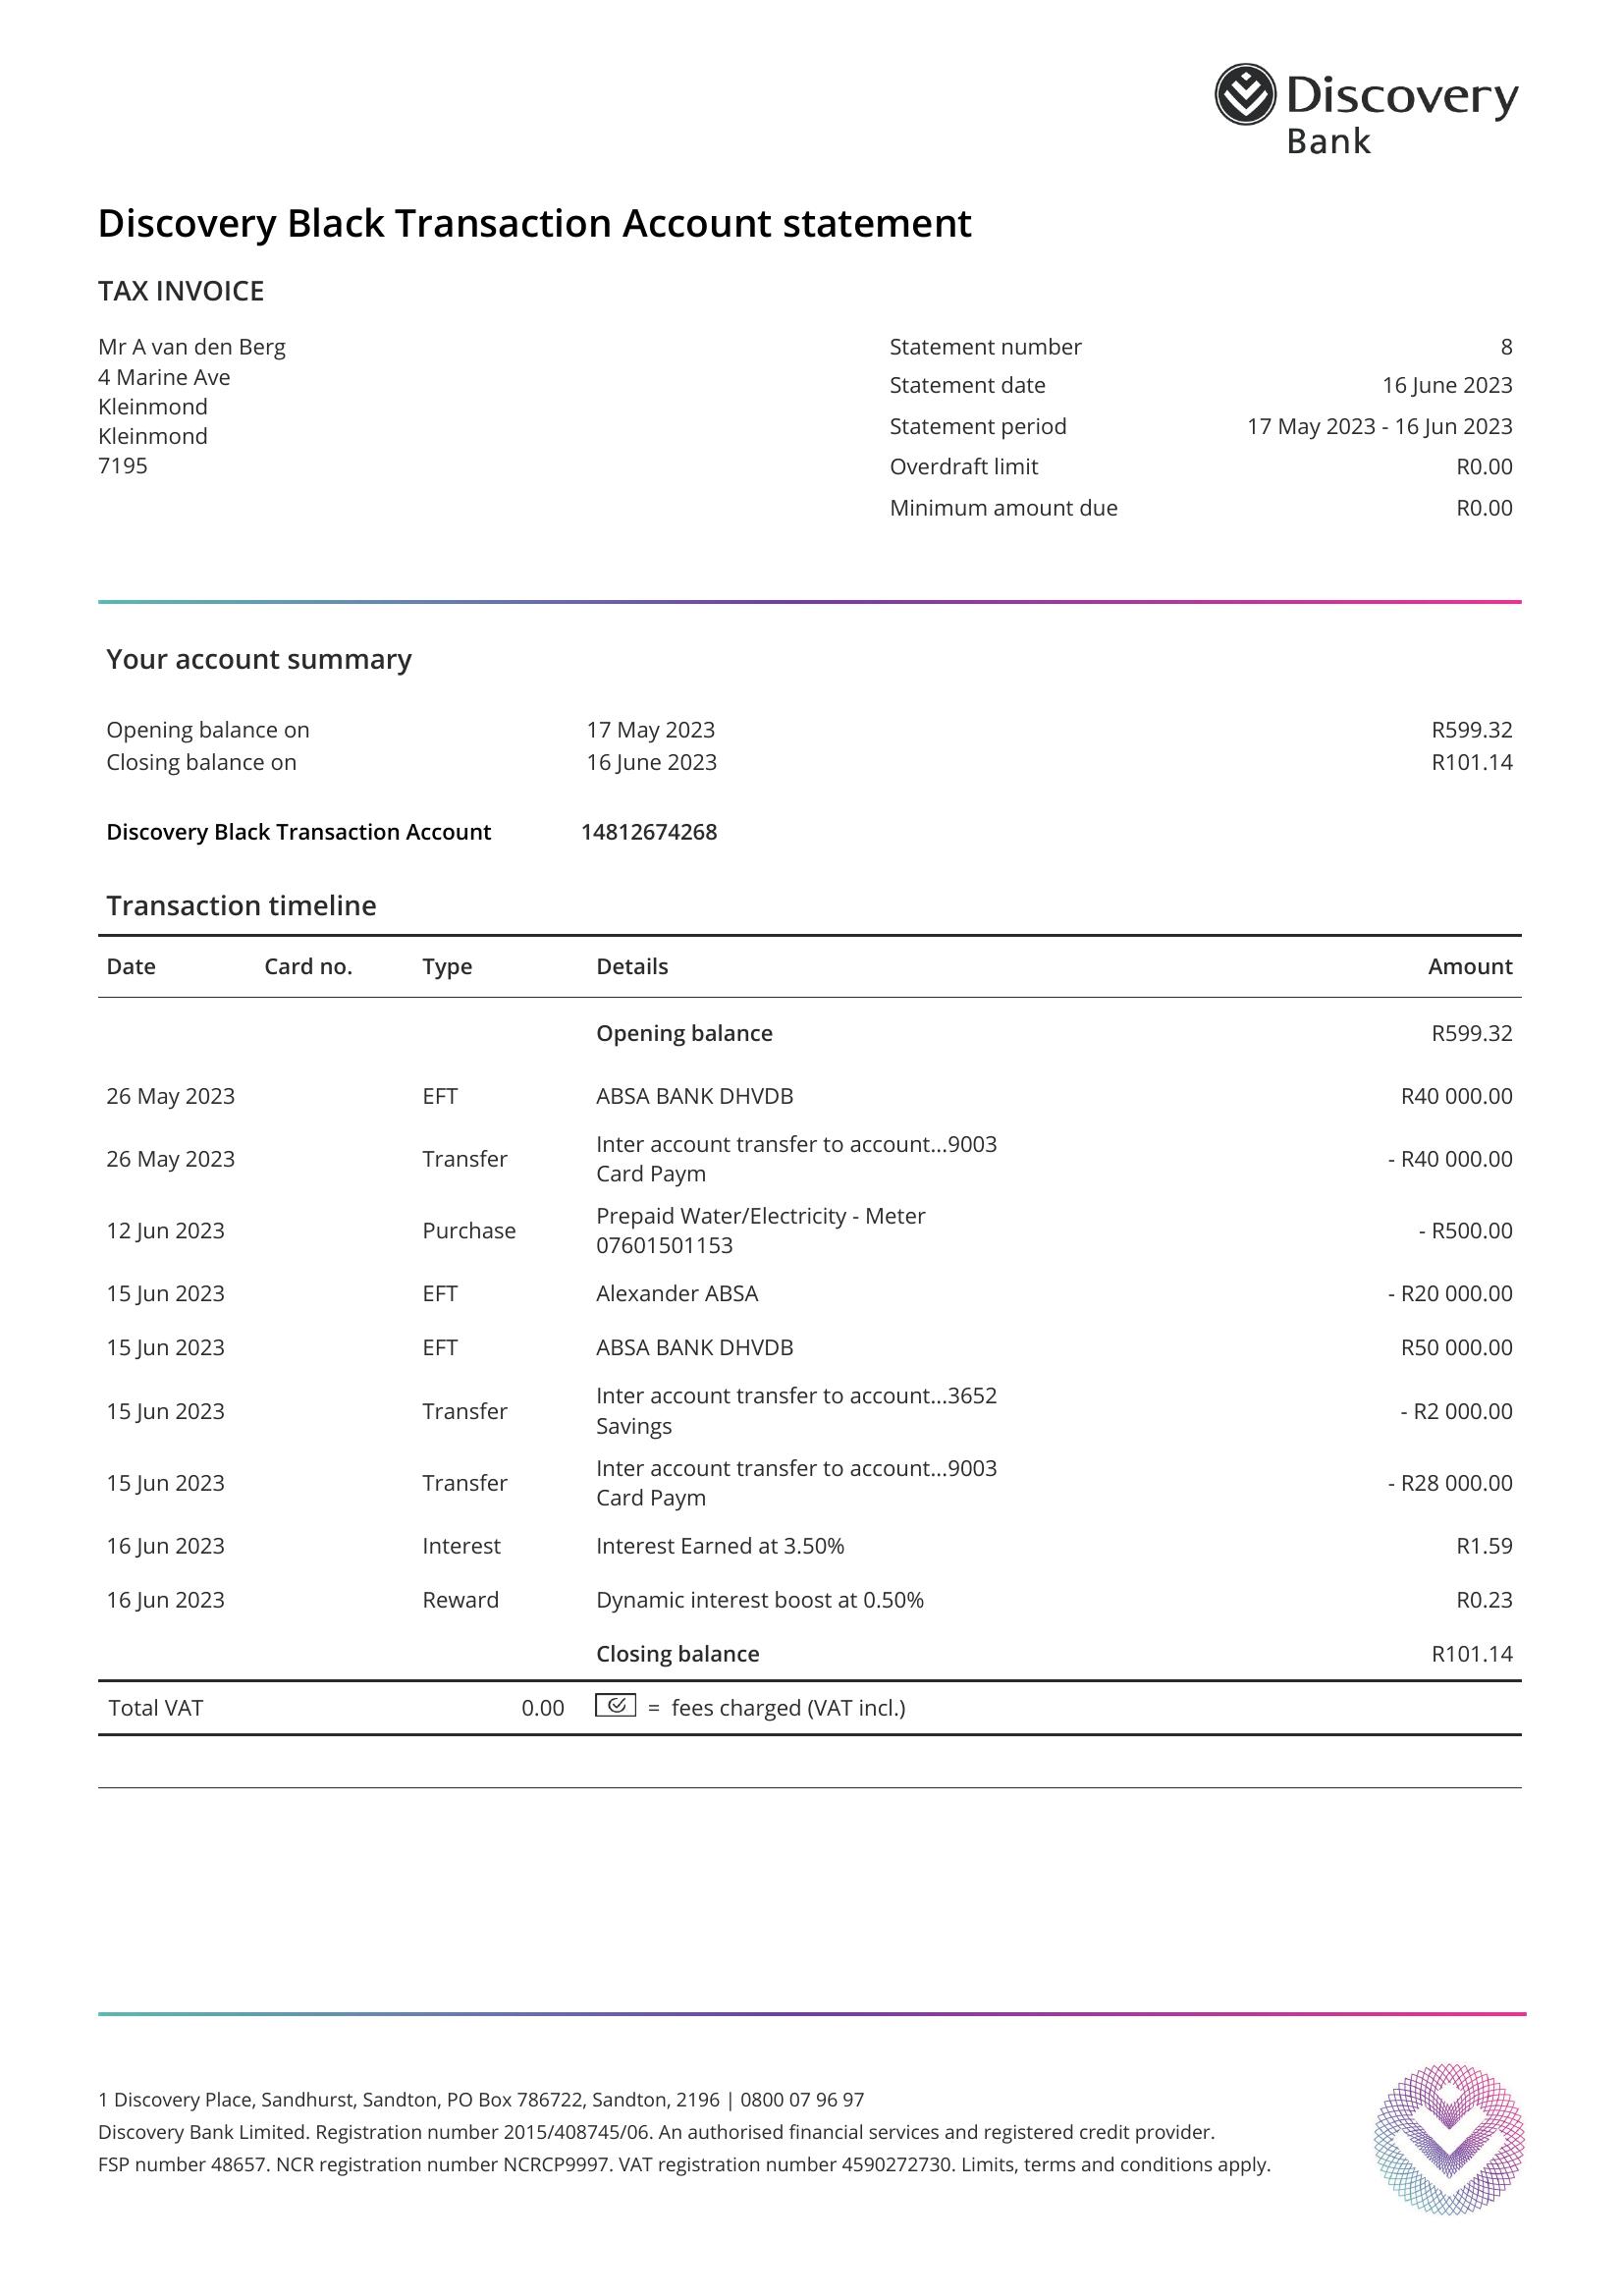 Discovery
Bank
Discovery Black Transaction Account statement
TAX INVOICE
Mr A van den Berg
4 Marine Ave
Kleinmond
Kleinmond
7195
Statement number 8
Statement date 16 June 2023
Statement period 17 May 2023 - 16 Jun 2023
Overdraft limit R0.00
Minimum amount due R0.00
Your account summary
Opening balance on 17 May 2023 R599.32
Closing balance on 16 June 2023 R101.14
Discovery Black Transaction Account 14812674268
Transaction timeline
Date Card no. Type Details Amount
Opening balance R599.32
26 May 2023 EFT ABSA BANK DHVDB R40 000.00
26 May 2023 Transfer Inter account transfer to account...9003 - R40 000.00
Card Paym
12 Jun 2023 Purchase Prepaid Water/Electricity - Meter - R500.00
07601501153
15 Jun 2023 EFT Alexander ABSA - R20 000.00
15 Jun 2023 EFT ABSA BANK DHVDB R50 000.00
15 Jun 2023 Transfer Inter account transfer to account...3652 - R2 000.00
Savings
15 Jun 2023 Transfer Inter account transfer to account...9003 - R28 000.00
Card Paym
16 Jun 2023 Interest Interest Earned at 3.50% R1.59
16 Jun 2023 Reward Dynamic interest boost at 0.50% R0.23
Closing balance R101.14
Total VAT 0.00 = fees charged (VAT incl.)
1 Discovery Place, Sandhurst, Sandton, PO Box 786722, Sandton, 2196 | 0800 07 96 97
Discovery Bank Limited. Registration number 2015/408745/06. An authorised financial services and registered credit provider.
FSP number 48657. NCR registration number NCRCP9997. VAT registration number 4590272730. Limits, terms and conditions apply.